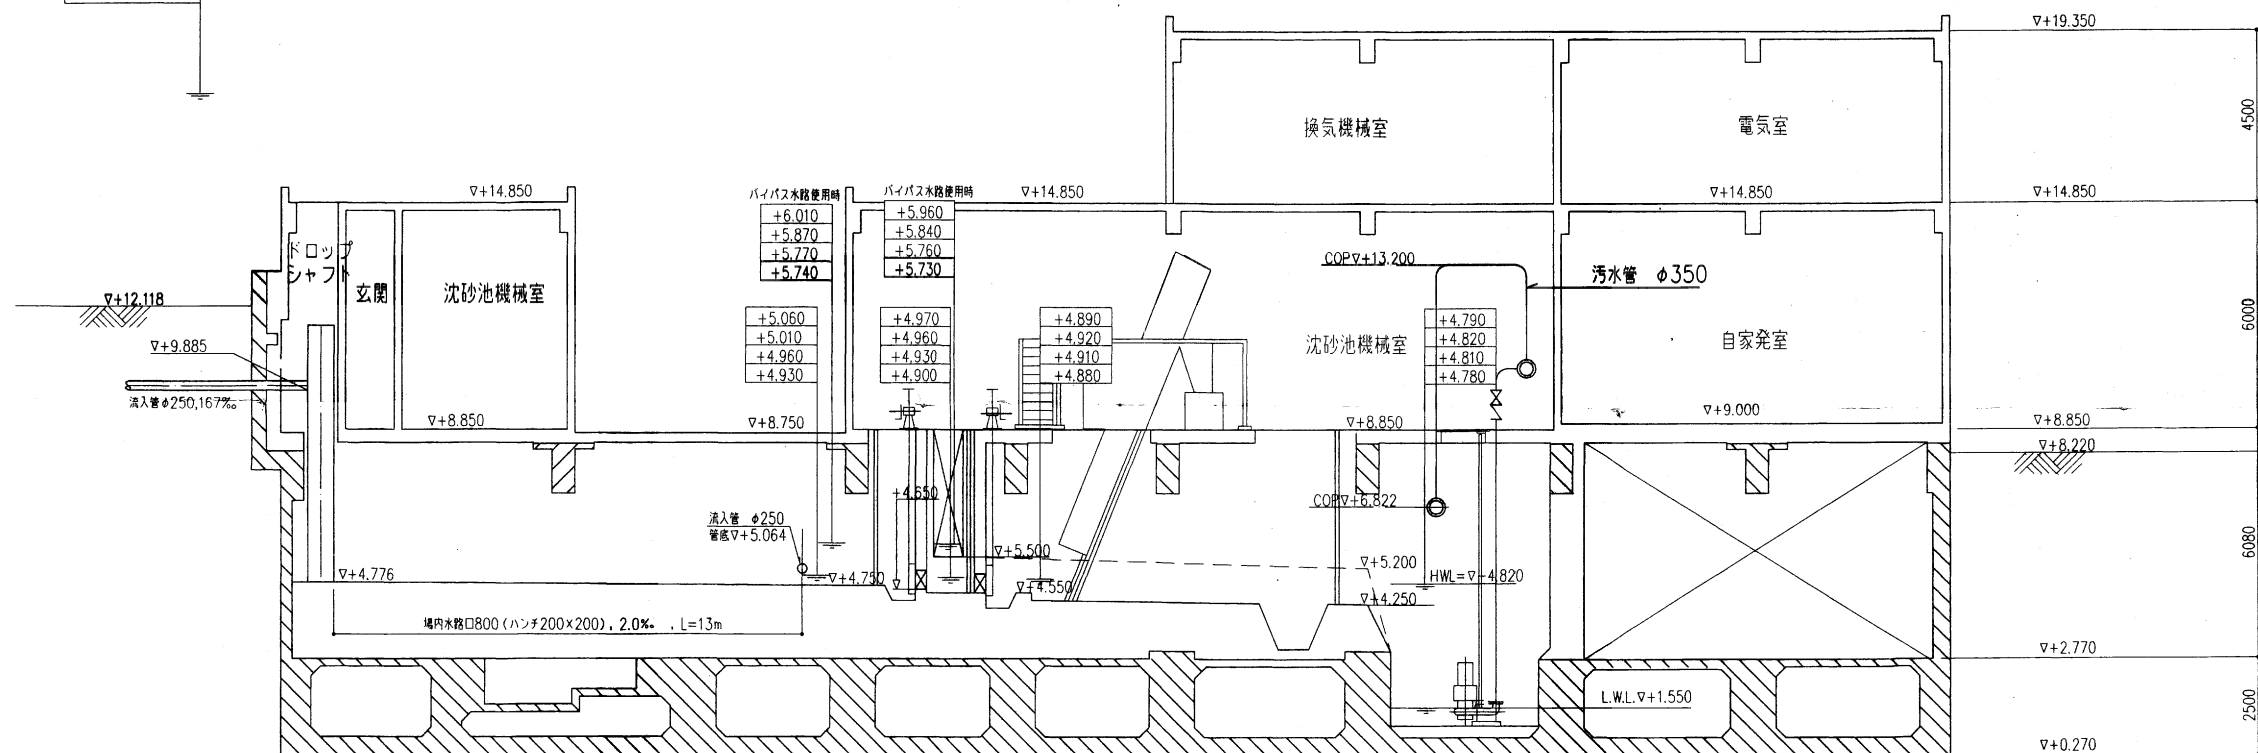 ▽+19.350
4500
換気機械室
電気室
▽+14.850
バイパス水路使用時
バイパス水路使用時
▽+14.850
▽+14.850
▽+14.850
+6.010
+5.870
+5.770
+5.740
+5.960
+5.840
+5.760
+5.730
ドロップ
シャフト
玄関
沈砂池機械室
COP▽+13.200
汚水管 φ350
▽+12.118
+5.060
+5.010
+4.960
+4.930
+4.970
+4.960
+4.930
+4.900
+4.890
+4.920
+4.910
+4.880
沈砂池機械室
+4.790
+4.820
+4.810
+4.780
自家発室
6000
▽+9.885
流入管φ250,167‰
▽+8.850
▽+8.750
▽+8.850
▽+9.000
▽+8.850
▽+8.220
+4.650
COP▽+6.822
流入管 φ250
管底▽+5.064
▽+5.500
▽+5.200
6080
▽+4.776
▽+4.750
▽+4.550
HWL=▽+4.820
▽+4.250
場内水路□800(ハンチ200×200), 2.0‰ , L=13m
▽+2.770
L.W.L.▽+1.550
2500
▽+0.270